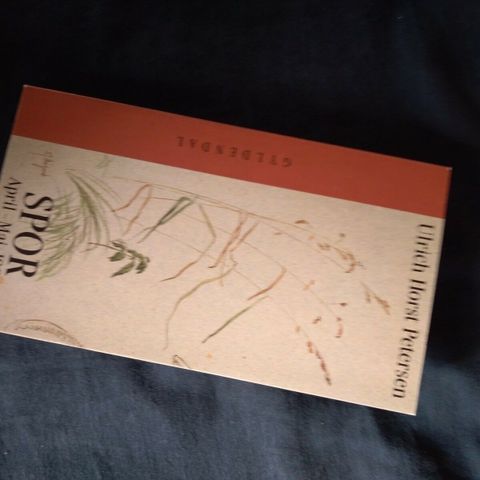 Ulrich Horst Petersen
SPOR
April – Maj
GYLDENDAL